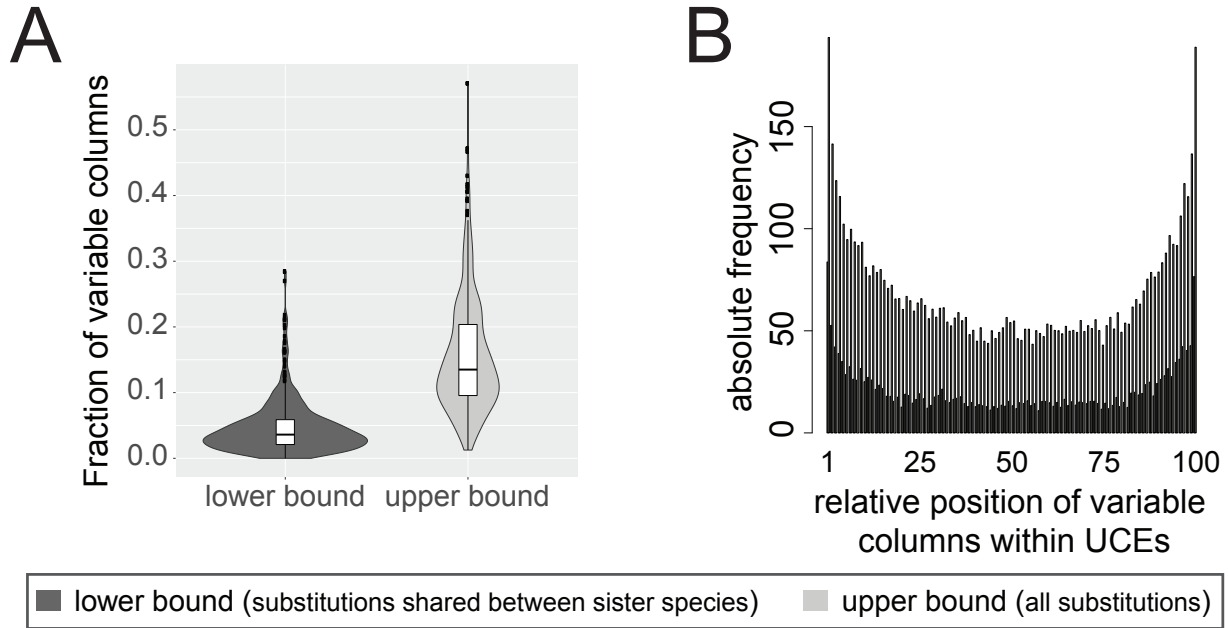 A
Fraction of variable columns
0.5
0.4
0.3
0.2
0.1
0.0
lower bound
upper bound
B
absolute frequency
150
100
50
0
1
25
50
75
100
relative position of variable
columns within UCEs
lower bound (substitutions shared between sister species)
upper bound (all substitutions)